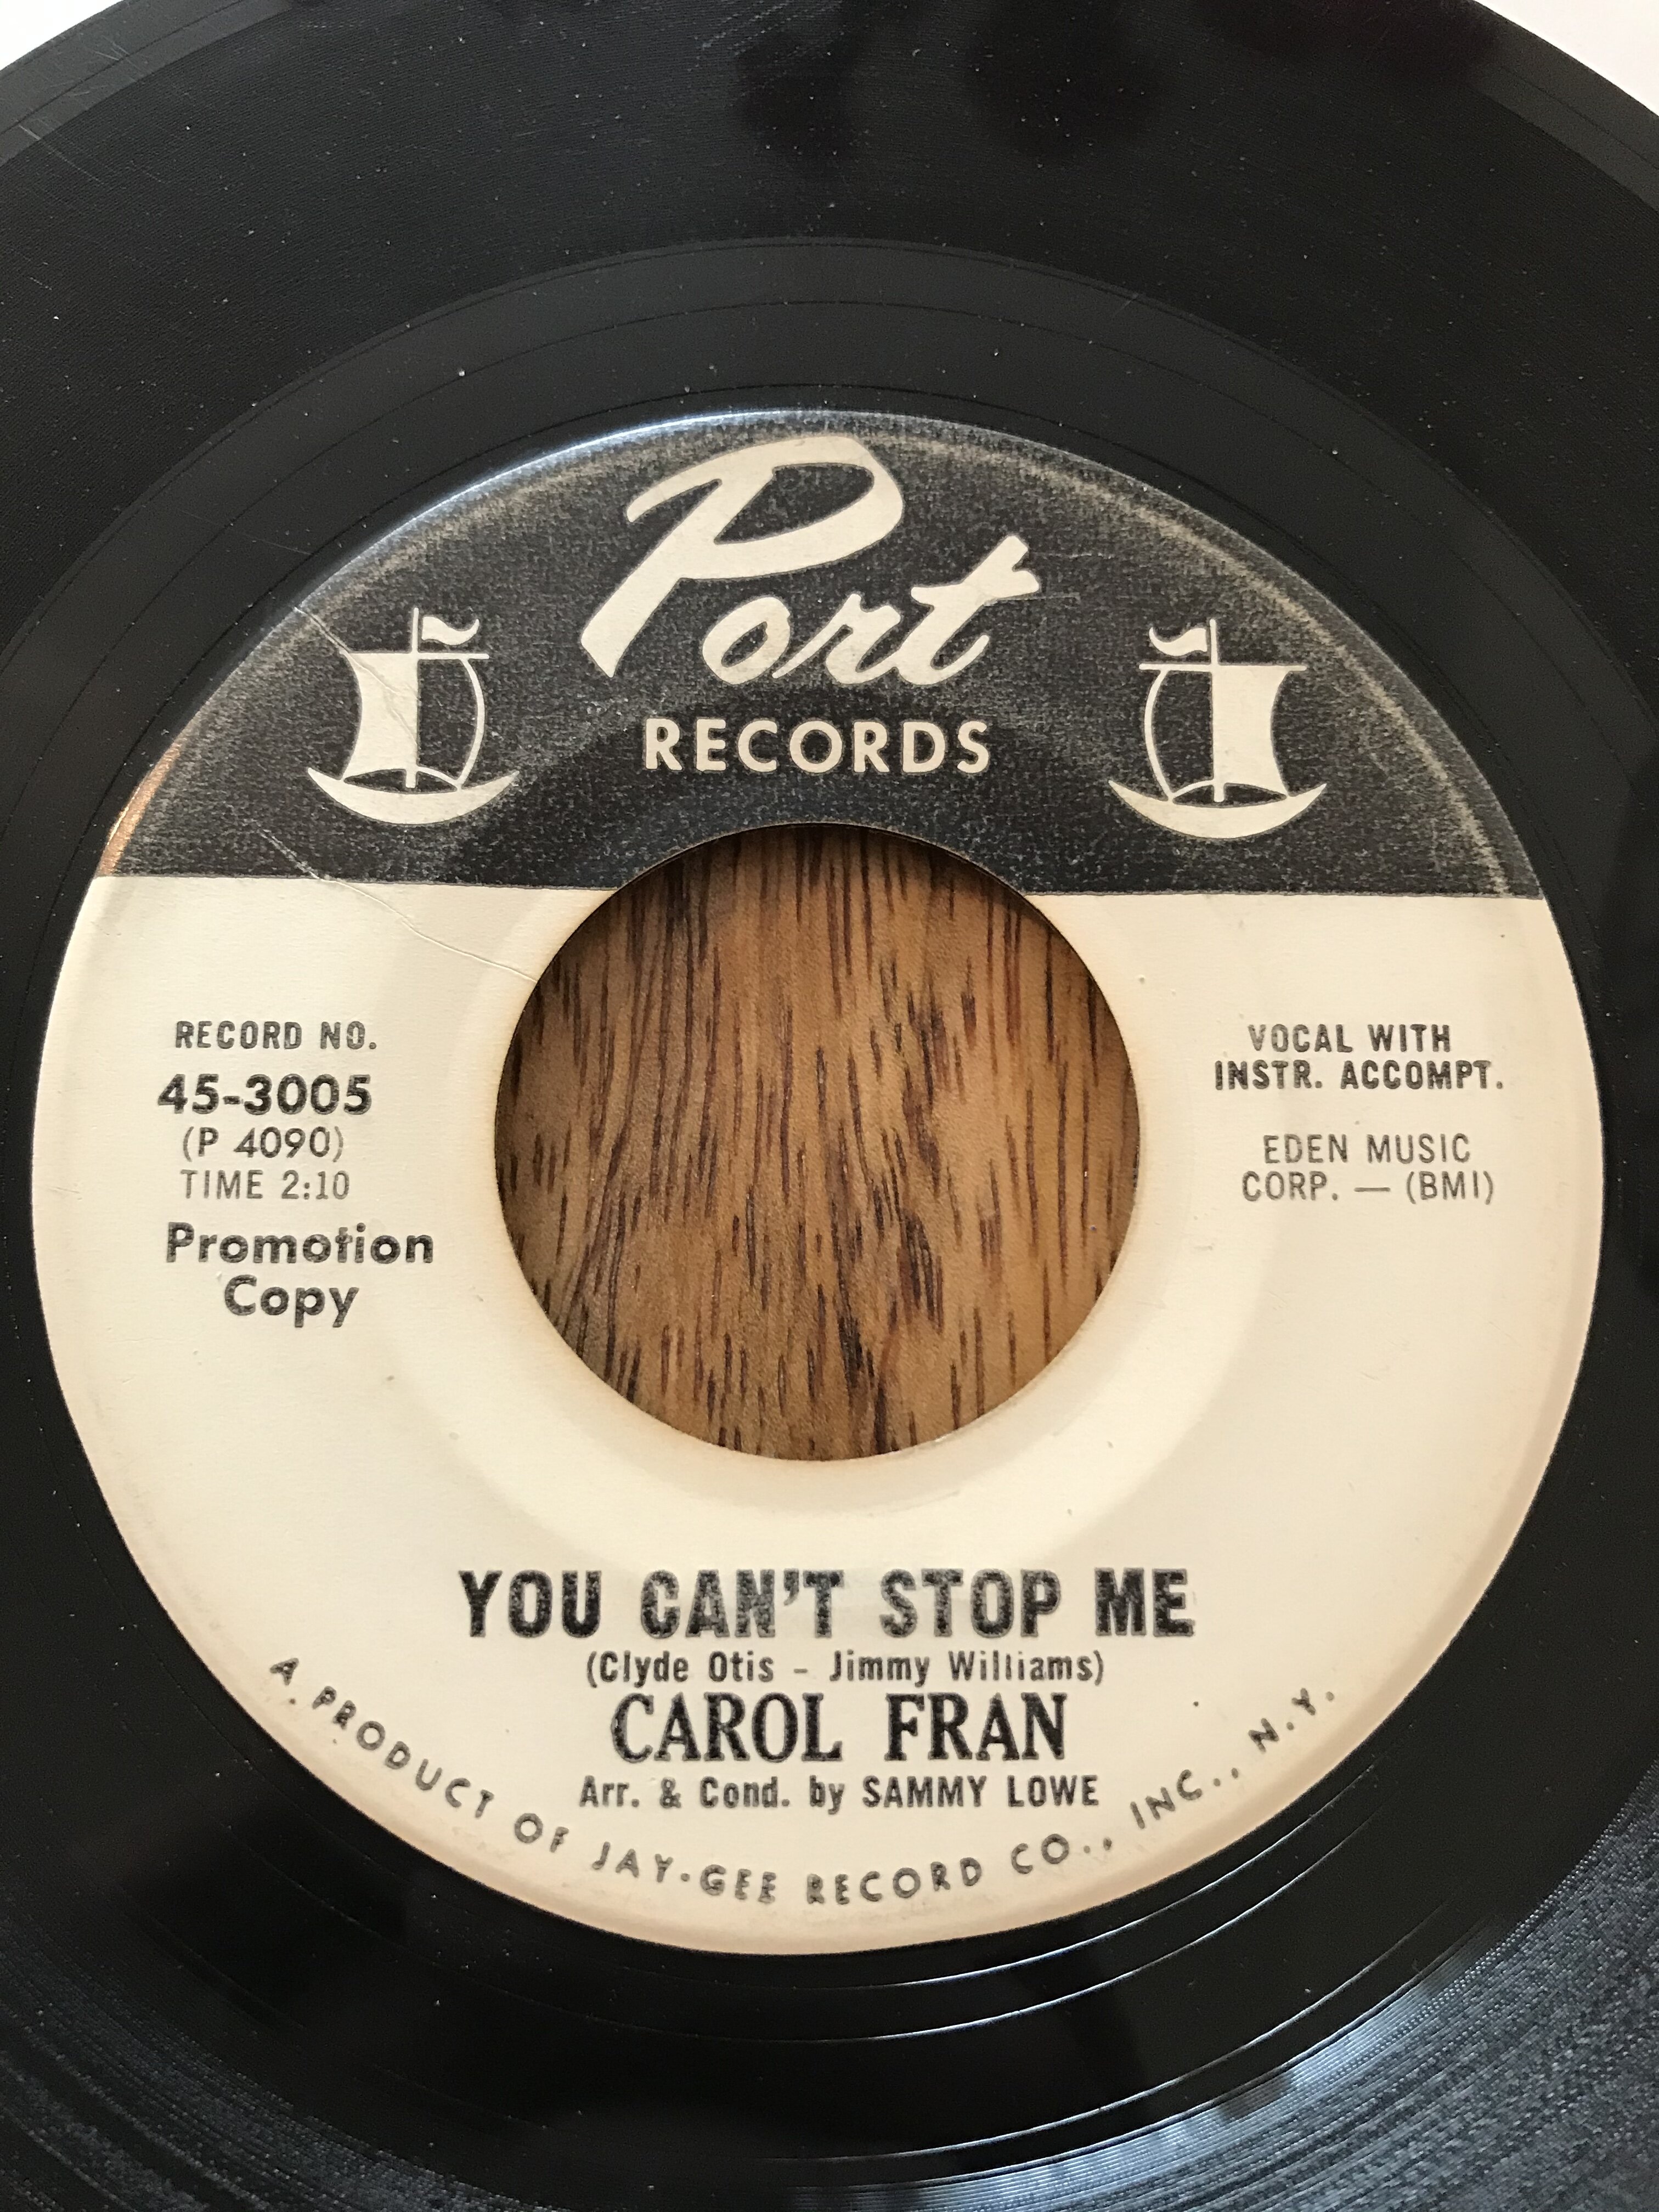 Port
RECORDS
RECORD NO.
45-3005
(P 4090)
TIME 2:10
Promotion
Copy
VOCAL WITH
INSTR. ACCOMPT.
EDEN MUSIC
CORP. — (BMI)
YOU CAN'T STOP ME
(Clyde Otis - Jimmy Williams)
CAROL FRAN
Arr. & Cond. by SAMMY LOWE
A PRODUCT OF JAY-GEE RECORD CO., INC., N.Y.